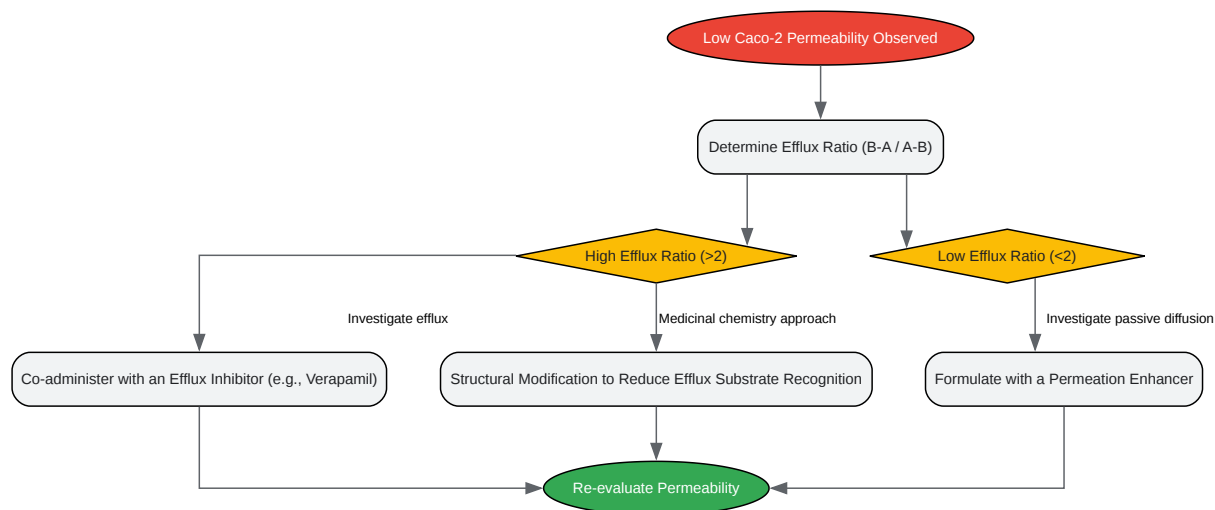 Low Caco-2 Permeability Observed
Determine Efflux Ratio (B-A / A-B)
High Efflux Ratio (>2)
Low Efflux Ratio (<2)
Investigate efflux
Medicinal chemistry approach
Investigate passive diffusion
Co-administer with an Efflux Inhibitor (e.g., Verapamil)
Structural Modification to Reduce Efflux Substrate Recognition
Formulate with a Permeation Enhancer
Re-evaluate Permeability